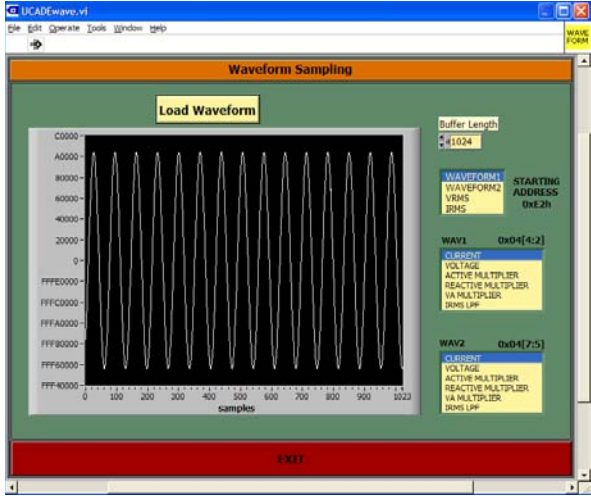 UCADEwave.vi
File Edit Operate Tools Window Help
WAVE
FORM
Waveform Sampling
Load Waveform
C0000
A0000
80000
60000
40000
20000
0
FFFE0000
FFFC0000
FFFA0000
FFF80000
FFF60000
FFF40000
0 100 200 300 400 500 600 700 800 900 1023
samples
Buffer Length
1024
WAVEFORM1
WAVEFORM2
VRMS
IRMS
STARTING
ADDRESS
0xE2h
WAV1 0x04[4:2]
CURRENT
VOLTAGE
ACTIVE MULTIPLIER
REACTIVE MULTIPLIER
VA MULTIPLIER
IRMS LPF
WAV2 0x04[7:5]
CURRENT
VOLTAGE
ACTIVE MULTIPLIER
REACTIVE MULTIPLIER
VA MULTIPLIER
IRMS LPF
EXIT